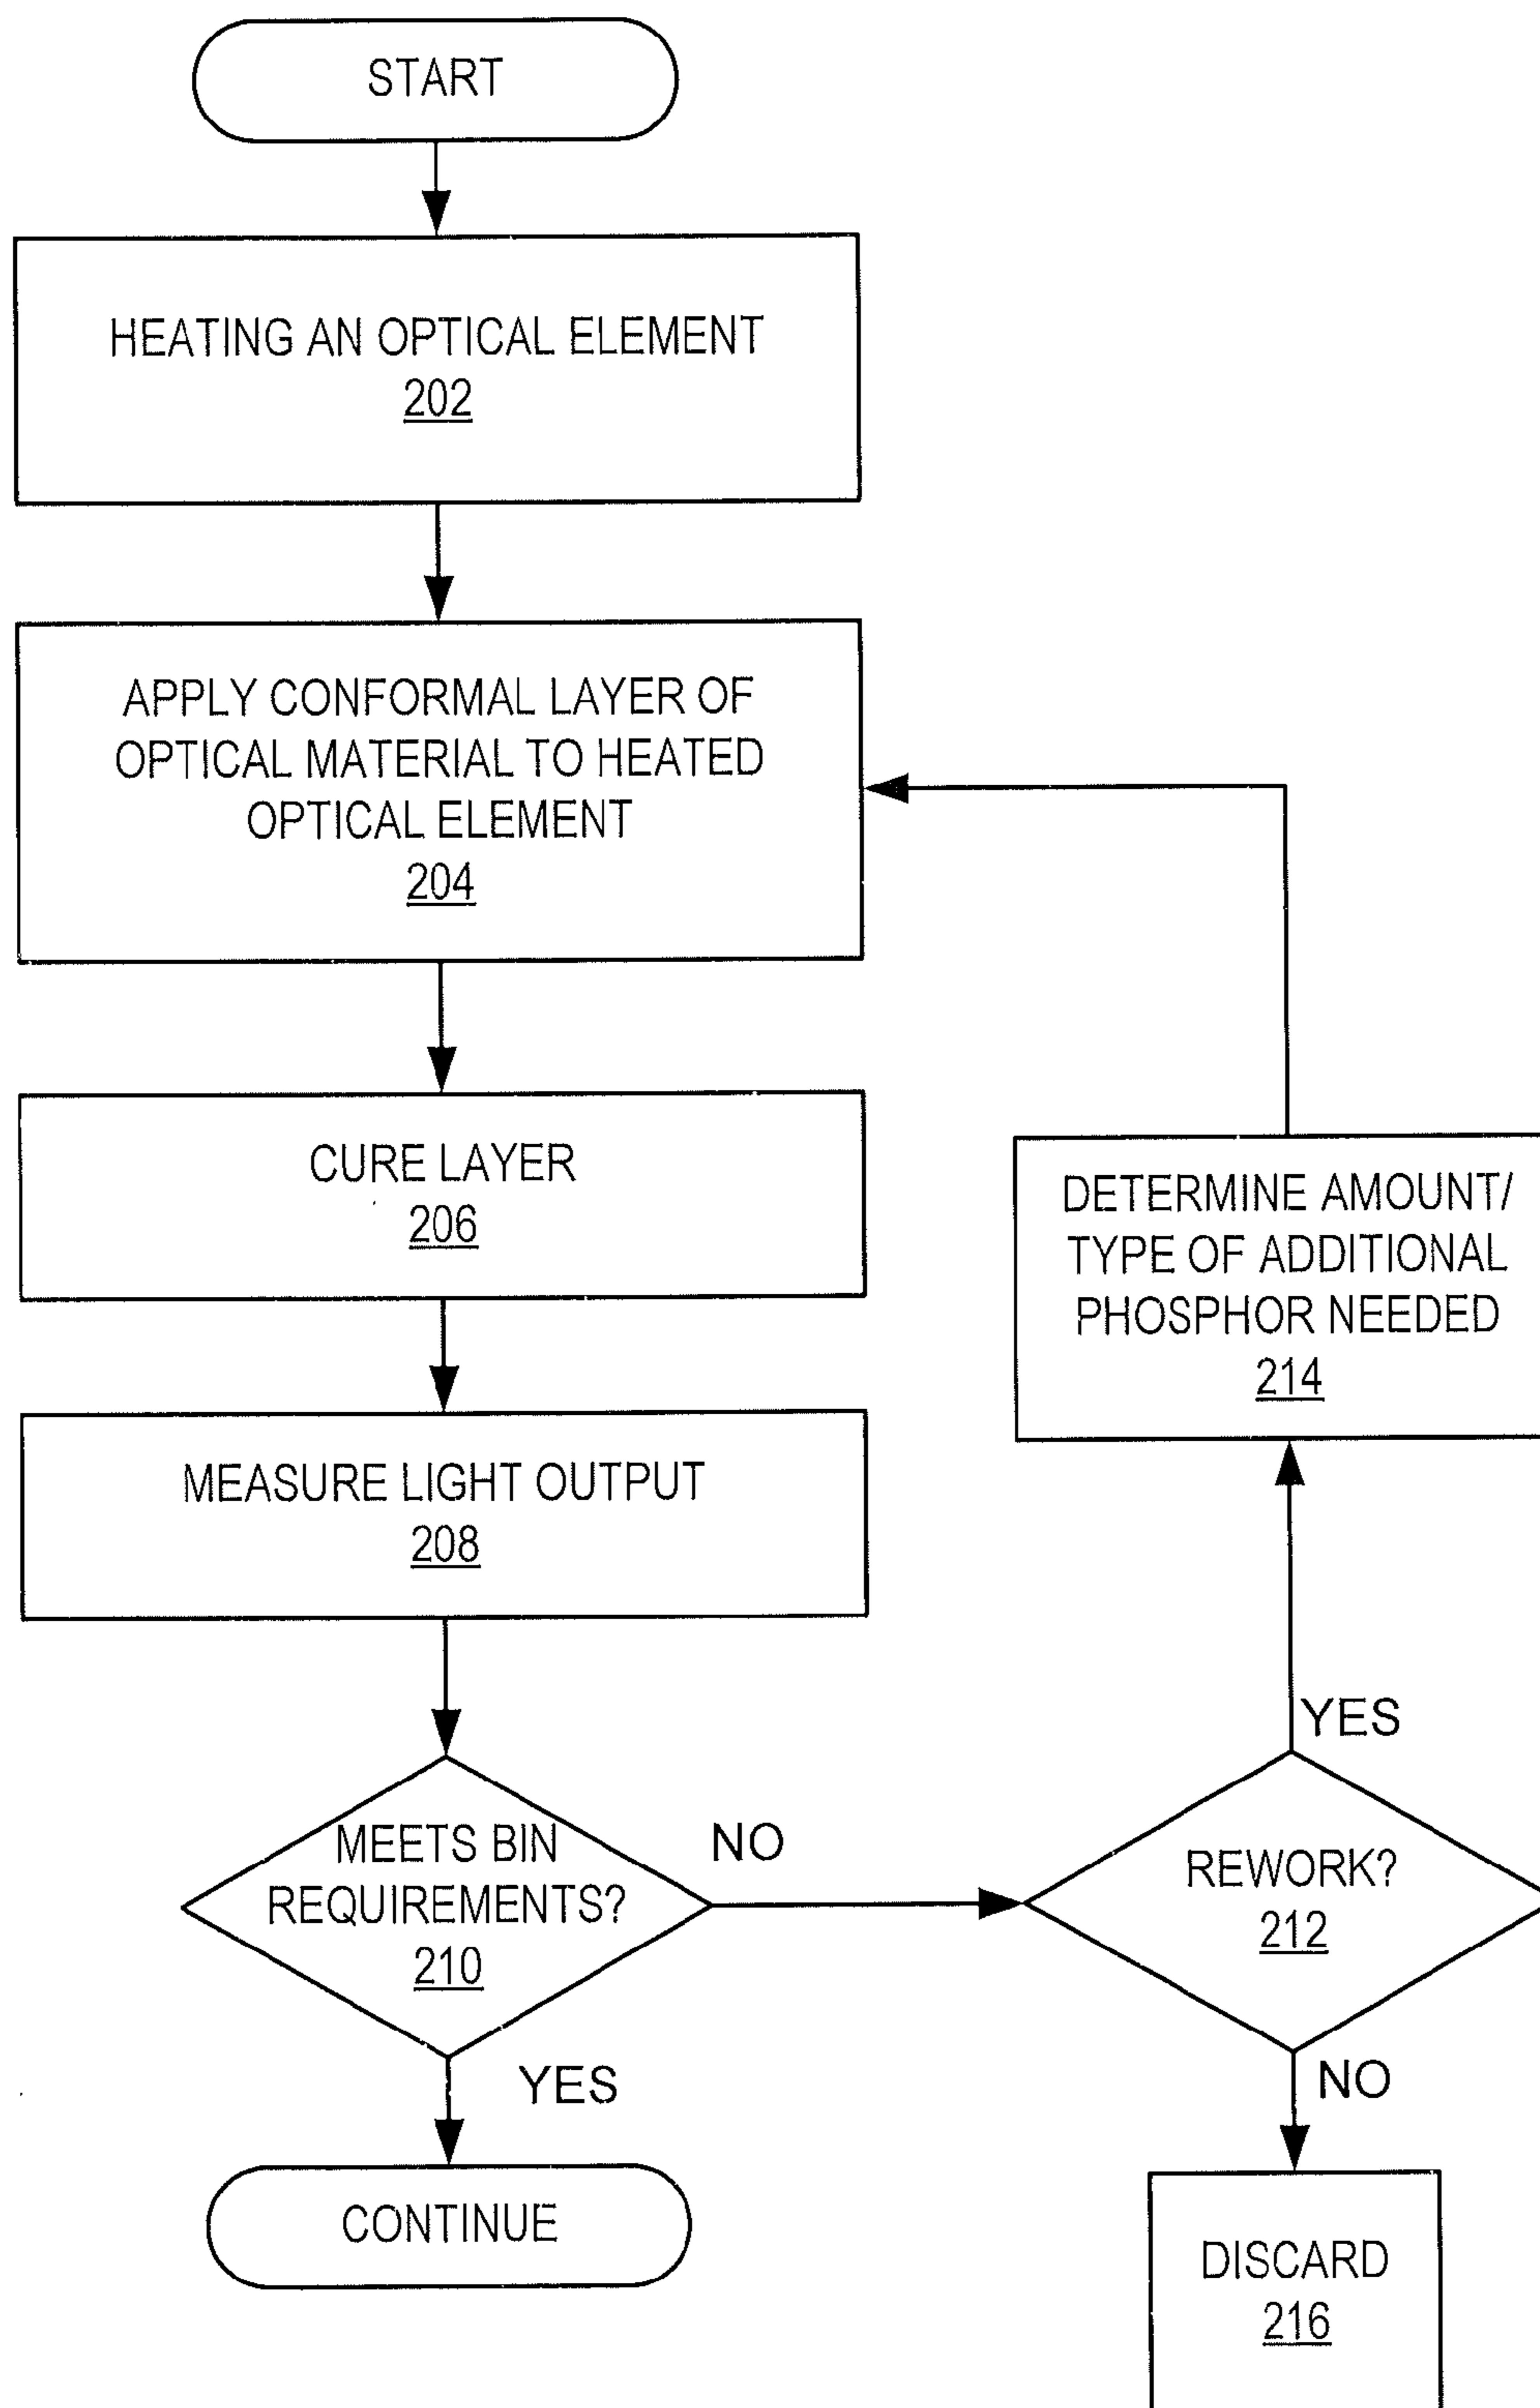 START
HEATING AN OPTICAL ELEMENT
202
APPLY CONFORMAL LAYER OF
OPTICAL MATERIAL TO HEATED
OPTICAL ELEMENT
204
CURE LAYER
206
DETERMINE AMOUNT/
TYPE OF ADDITIONAL
PHOSPHOR NEEDED
214
MEASURE LIGHT OUTPUT
208
MEETS BIN
REQUIREMENTS?
210
NO
YES
REWORK?
212
YES
NO
CONTINUE
DISCARD
216